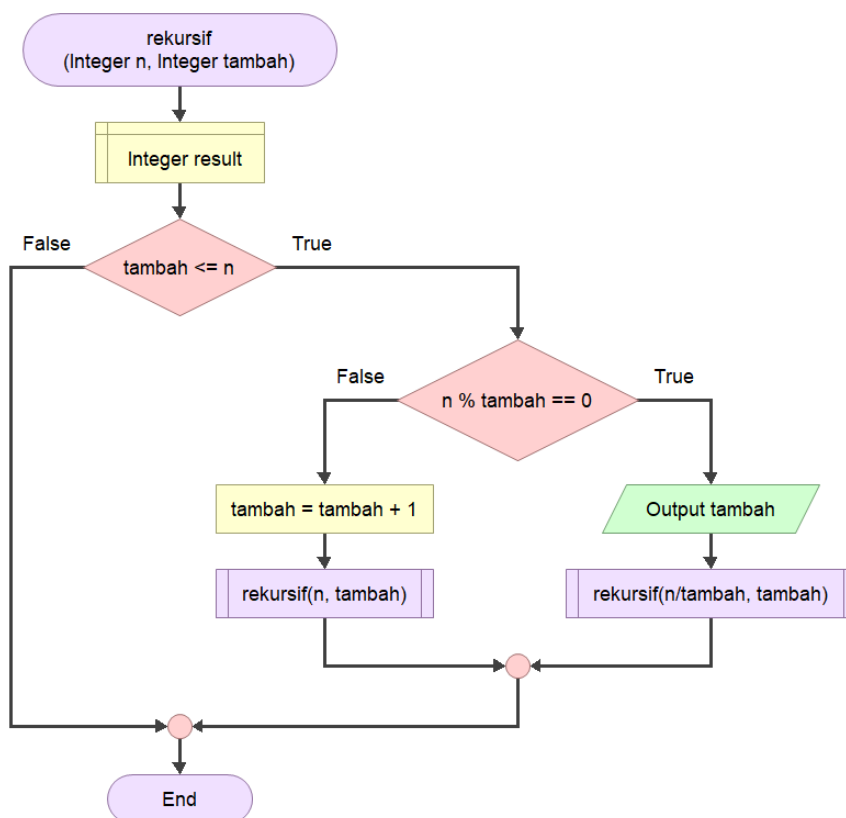 rekursif
(Integer n, Integer tambah)
Integer result
False
True
tambah <= n
False
True
n % tambah == 0
tambah = tambah + 1
Output tambah
rekursif(n, tambah)
rekursif(n/tambah, tambah)
End